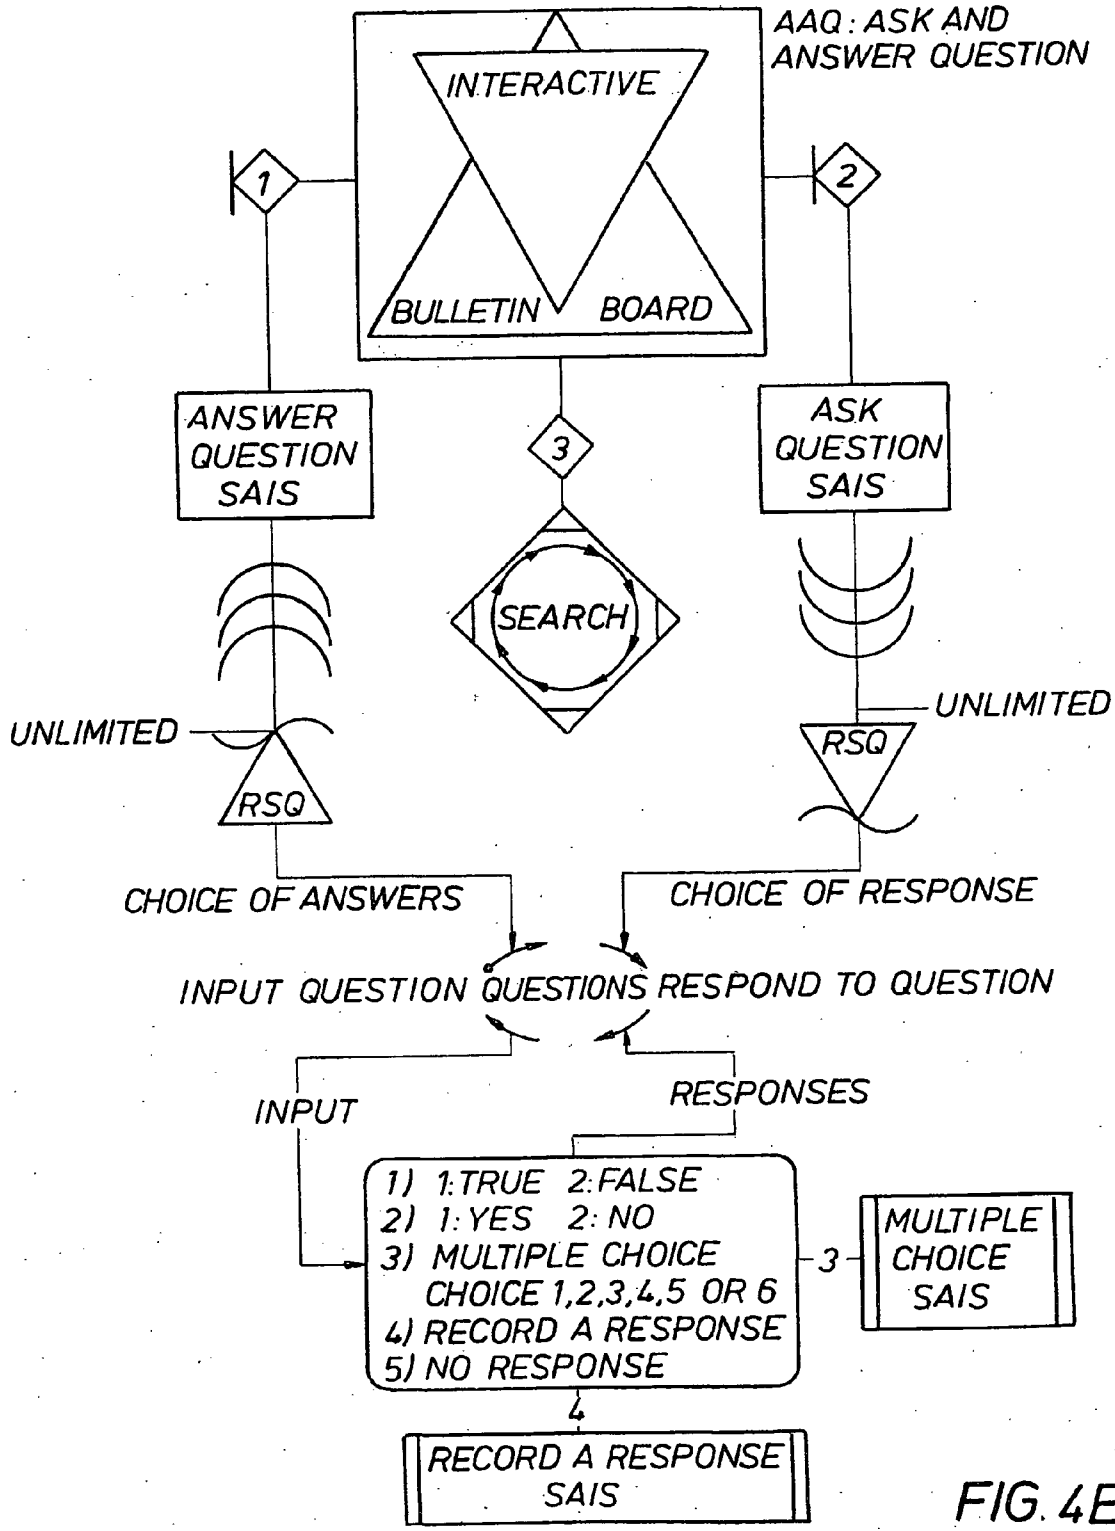 AAQ: ASK AND
ANSWER QUESTION
INTERACTIVE
1
2
BULLETIN BOARD
ANSWER
QUESTION
SAIS
3
ASK
QUESTION
SAIS
SEARCH
UNLIMITED
UNLIMITED
RSQ
RSQ
CHOICE OF ANSWERS
CHOICE OF RESPONSE
INPUT QUESTION QUESTIONS RESPOND TO QUESTION
INPUT
RESPONSES
1) 1:TRUE 2:FALSE
2) 1:YES 2:NO
3) MULTIPLE CHOICE
CHOICE 1,2,3,4,5 OR 6
4) RECORD A RESPONSE
5) NO RESPONSE
3
MULTIPLE
CHOICE
SAIS
4
RECORD A RESPONSE
SAIS
FIG. 4E